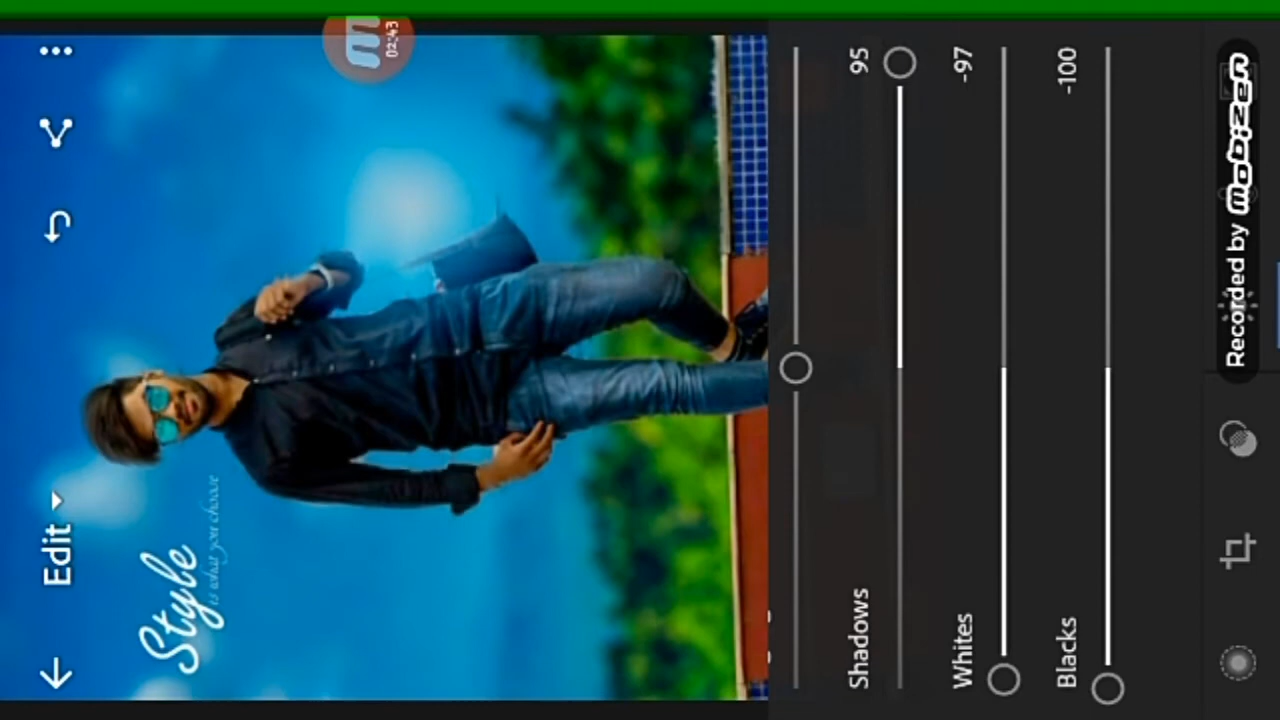 Edit
02:43
Style
is what you choose
Shadows 95
Whites -97
Blacks -100
Recorded by mobizen